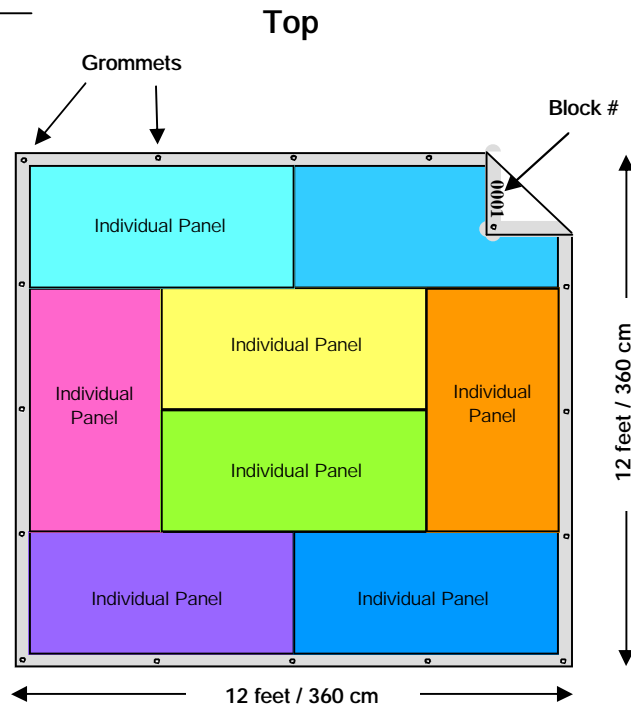 Top
Grommets
Block #
0001
Individual Panel
Individual Panel
Individual
Panel
Individual
Panel
Individual Panel
Individual Panel
Individual Panel
12 feet / 360 cm
12 feet / 360 cm